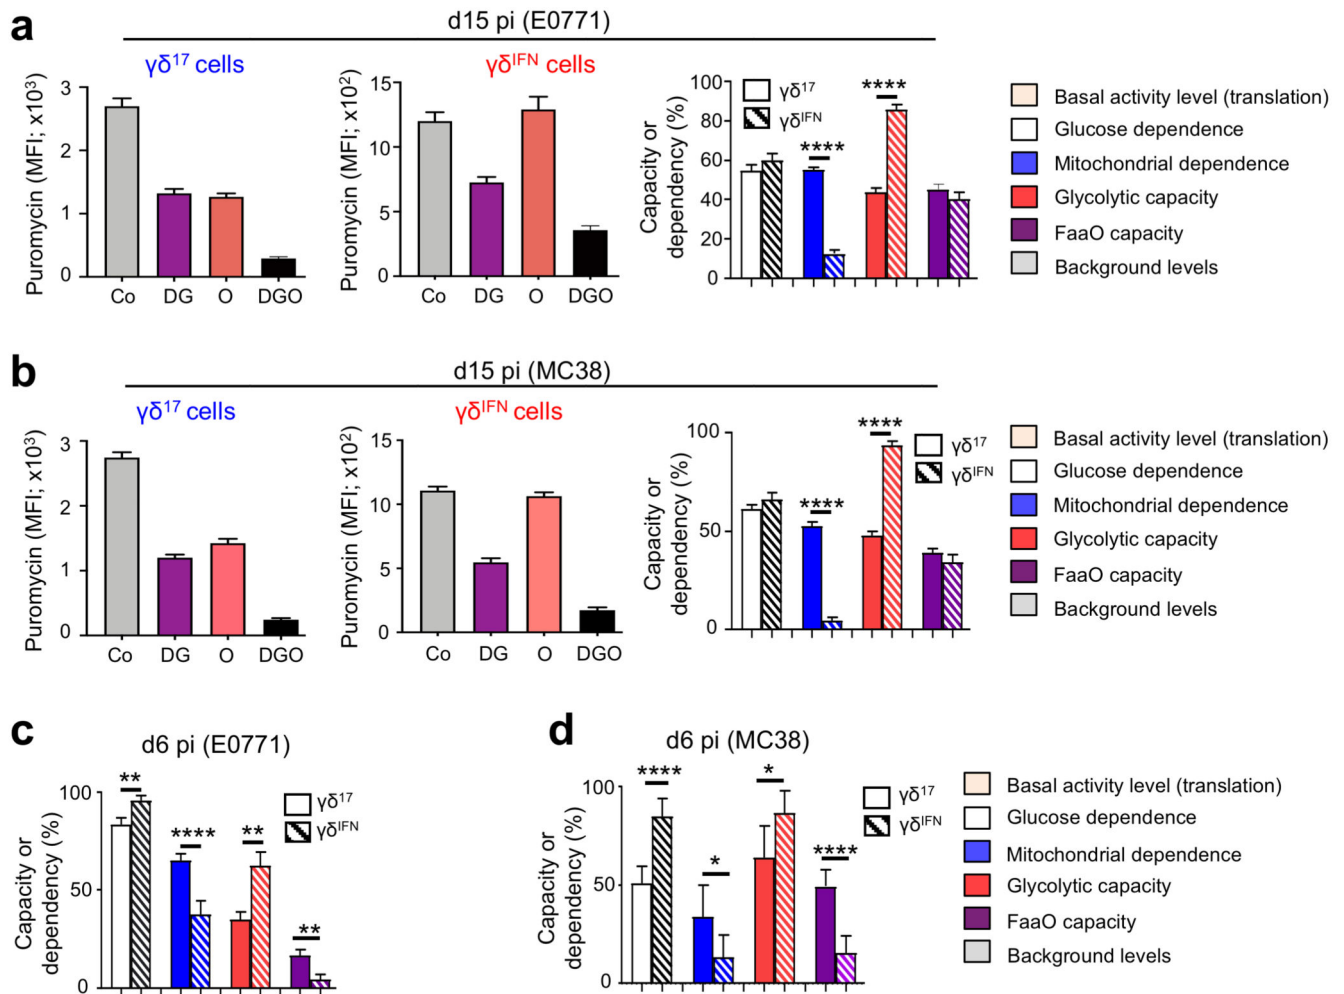 a
d15 pi (E0771)
γδ17 cells
γδIFN cells
Puromycin (MFI; x103)
3
2
1
0
Co DG O DGO
Puromycin (MFI; x102)
15
10
5
0
Co DG O DGO
Capacity or
dependency (%)
100
80
60
40
20
0
γδ17
γδIFN
****
****
Basal activity level (translation)
Glucose dependence
Mitochondrial dependence
Glycolytic capacity
FaaO capacity
Background levels
b
d15 pi (MC38)
γδ17 cells
γδIFN cells
Puromycin (MFI; x103)
3
2
1
0
Co DG O DGO
Puromycin (MFI; x102)
15
10
5
0
Co DG O DGO
Capacity or
dependency (%)
100
50
0
****
****
γδ17
γδIFN
Basal activity level (translation)
Glucose dependence
Mitochondrial dependence
Glycolytic capacity
FaaO capacity
Background levels
c
d6 pi (E0771)
Capacity or
dependency (%)
100
50
0
**
****
**
**
γδ17
γδIFN
d
d6 pi (MC38)
Capacity or
dependency (%)
100
50
0
****
*
*
****
γδ17
γδIFN
Basal activity level (translation)
Glucose dependence
Mitochondrial dependence
Glycolytic capacity
FaaO capacity
Background levels